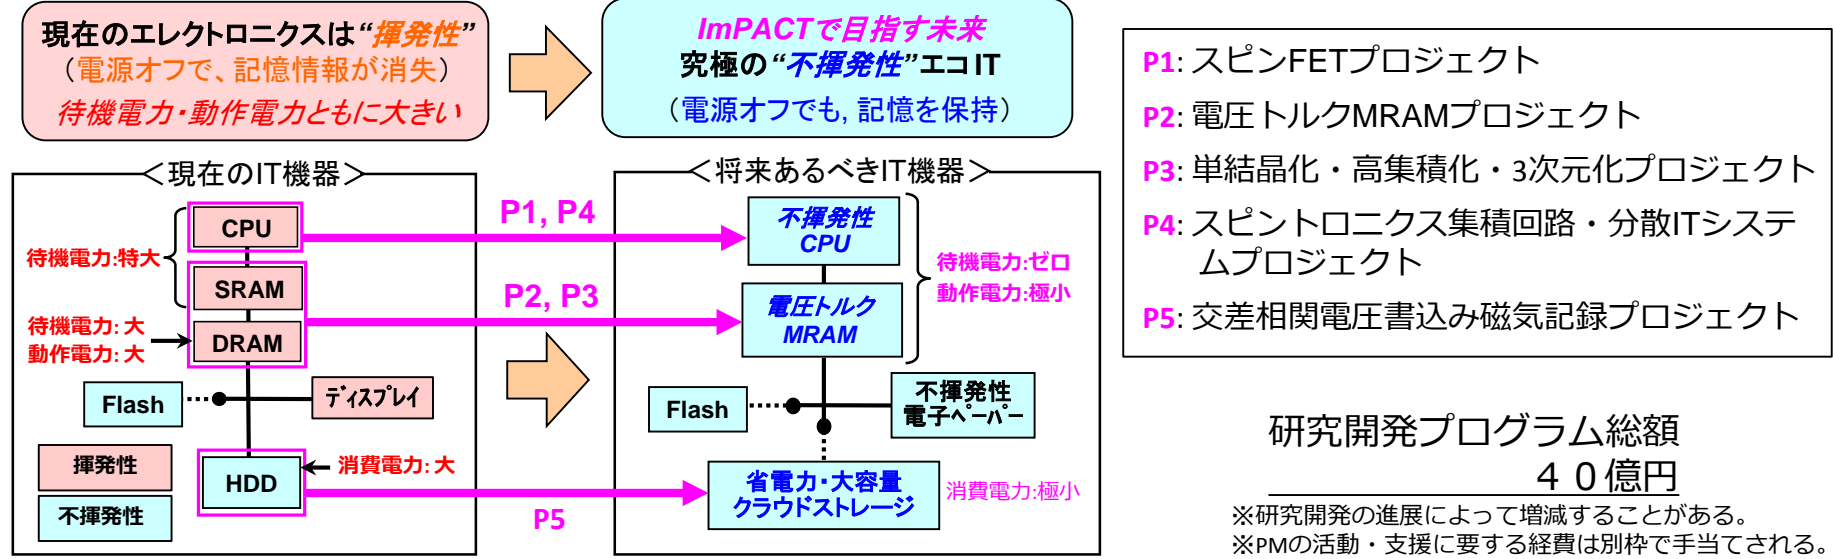 現在のエレクトロニクスは“揮発性”
（電源オフで、記憶情報が消失）
待機電力・動作電力ともに大きい
ImPACTで目指す未来
究極の“不揮発性”エコIT
（電源オフでも, 記憶を保持）
＜現在のIT機器＞
CPU
待機電力:特大
SRAM
待機電力: 大
動作電力: 大
DRAM
Flash
ディスプレイ
揮発性
不揮発性
HDD
消費電力: 大
P1, P4
P2, P3
P5
＜将来あるべきIT機器＞
不揮発性
CPU
待機電力:ゼロ
動作電力:極小
電圧トルク
MRAM
Flash
不揮発性
電子ペーパー
省電力・大容量
クラウドストレージ
消費電力:極小
P1: スピンFETプロジェクト
P2: 電圧トルクMRAMプロジェクト
P3: 単結晶化・高集積化・3次元化プロジェクト
P4: スピントロニクス集積回路・分散ITシステ
ムプロジェクト
P5: 交差相関電圧書込み磁気記録プロジェクト
研究開発プログラム総額
４０億円
※研究開発の進展によって増減することがある。
※PMの活動・支援に要する経費は別枠で手当てされる。